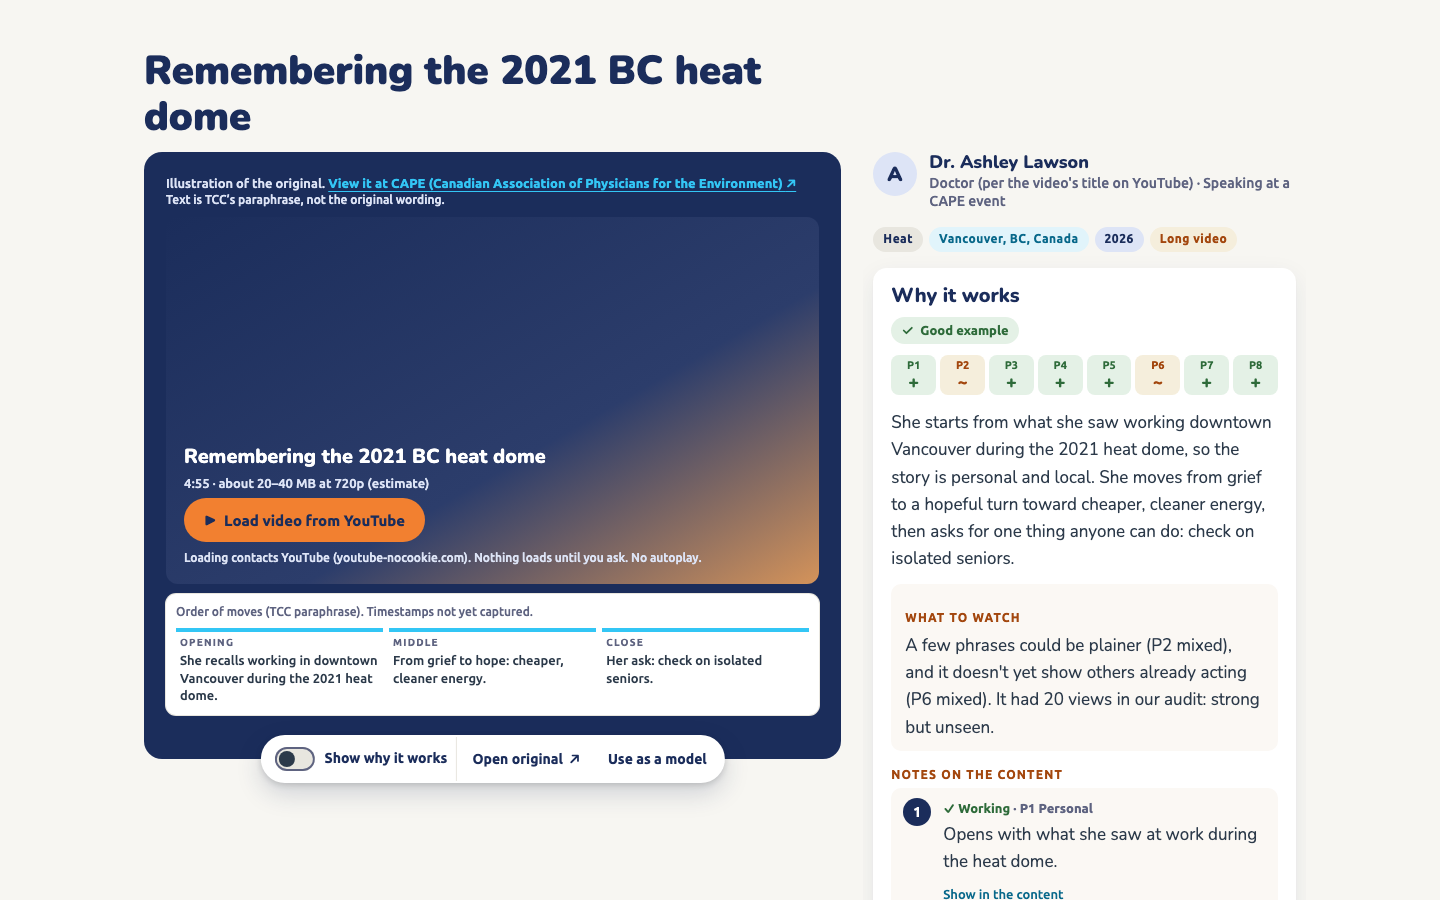 Remembering the 2021 BC heat
dome
Illustration of the original. View it at CAPE (Canadian Association of Physicians for the Environment) ↗
Text is TCC's paraphrase, not the original wording.
Remembering the 2021 BC heat dome
4:55 · about 20–40 MB at 720p (estimate)
▶ Load video from YouTube
Loading contacts YouTube (youtube-nocookie.com). Nothing loads until you ask. No autoplay.
Order of moves (TCC paraphrase). Timestamps not yet captured.
OPENING
She recalls working in downtown
Vancouver during the 2021 heat
dome.
MIDDLE
From grief to hope: cheaper,
cleaner energy.
CLOSE
Her ask: check on isolated
seniors.
Show why it works
Open original ↗
Use as a model
A
Dr. Ashley Lawson
Doctor (per the video's title on YouTube) · Speaking at a
CAPE event
Heat
Vancouver, BC, Canada
2026
Long video
Why it works
✓ Good example
P1 P2 P3 P4 P5 P6 P7 P8
+ ~ + + + ~ + +
She starts from what she saw working downtown
Vancouver during the 2021 heat dome, so the
story is personal and local. She moves from grief
to a hopeful turn toward cheaper, cleaner energy,
then asks for one thing anyone can do: check on
isolated seniors.
WHAT TO WATCH
A few phrases could be plainer (P2 mixed),
and it doesn't yet show others already acting
(P6 mixed). It had 20 views in our audit: strong
but unseen.
NOTES ON THE CONTENT
1
✓ Working · P1 Personal
Opens with what she saw at work during
the heat dome.
Show in the content